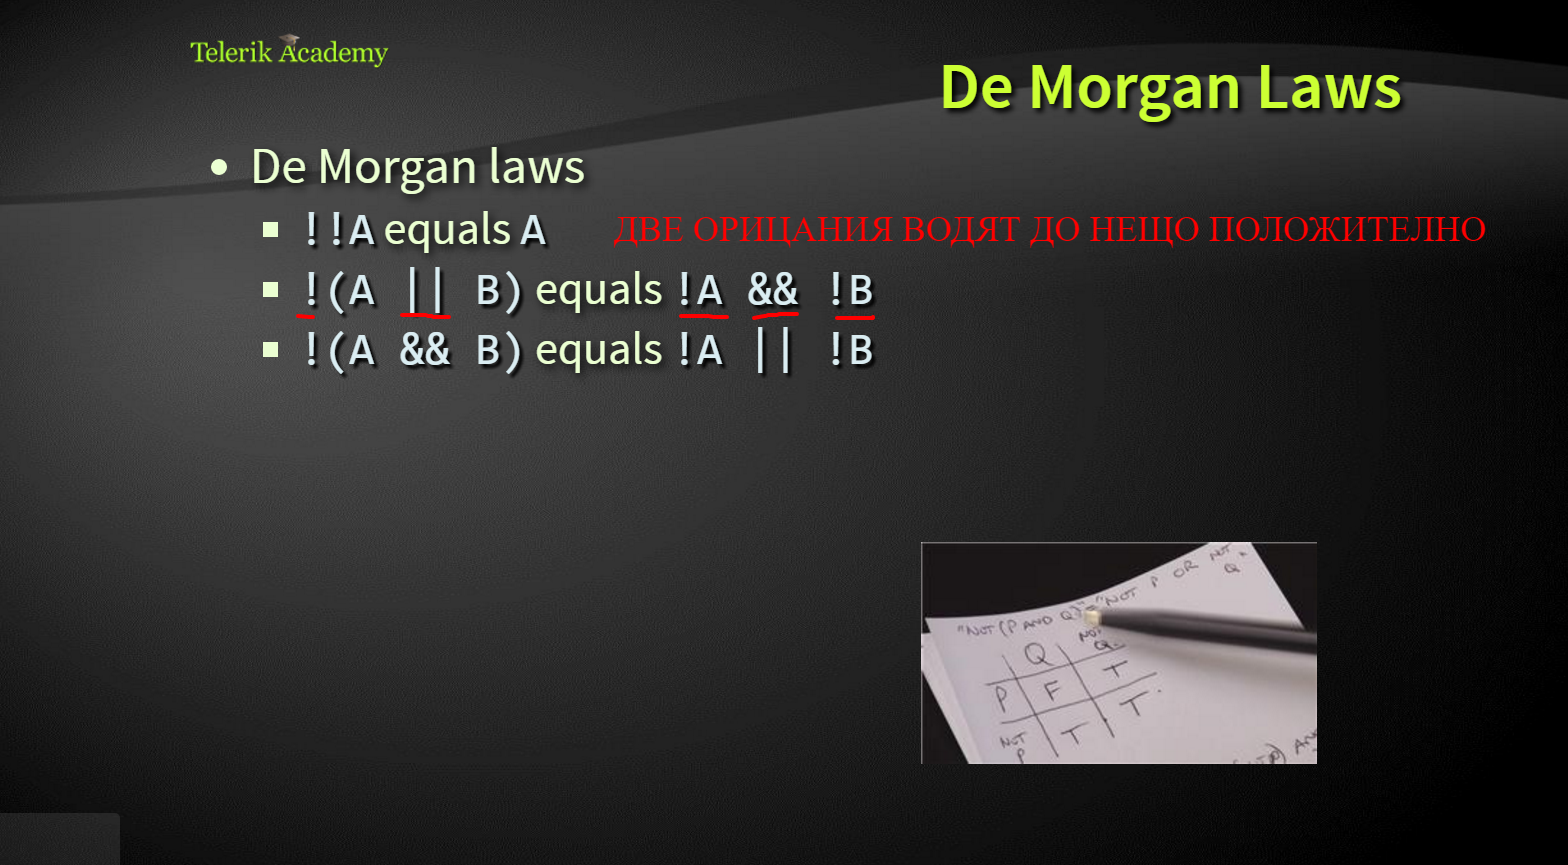 Telerik Academy
De Morgan Laws
De Morgan laws
!!A equals A ДВЕ ОРИЦАНИЯ ВОДЯТ ДО НЕЩО ПОЛОЖИТЕЛНО
!(A || B) equals !A && !B
!(A && B) equals !A || !B
"NOT (P AND Q)" = "NOT P OR NOT Q"
Q NOT Q
P F T
NOT P T T